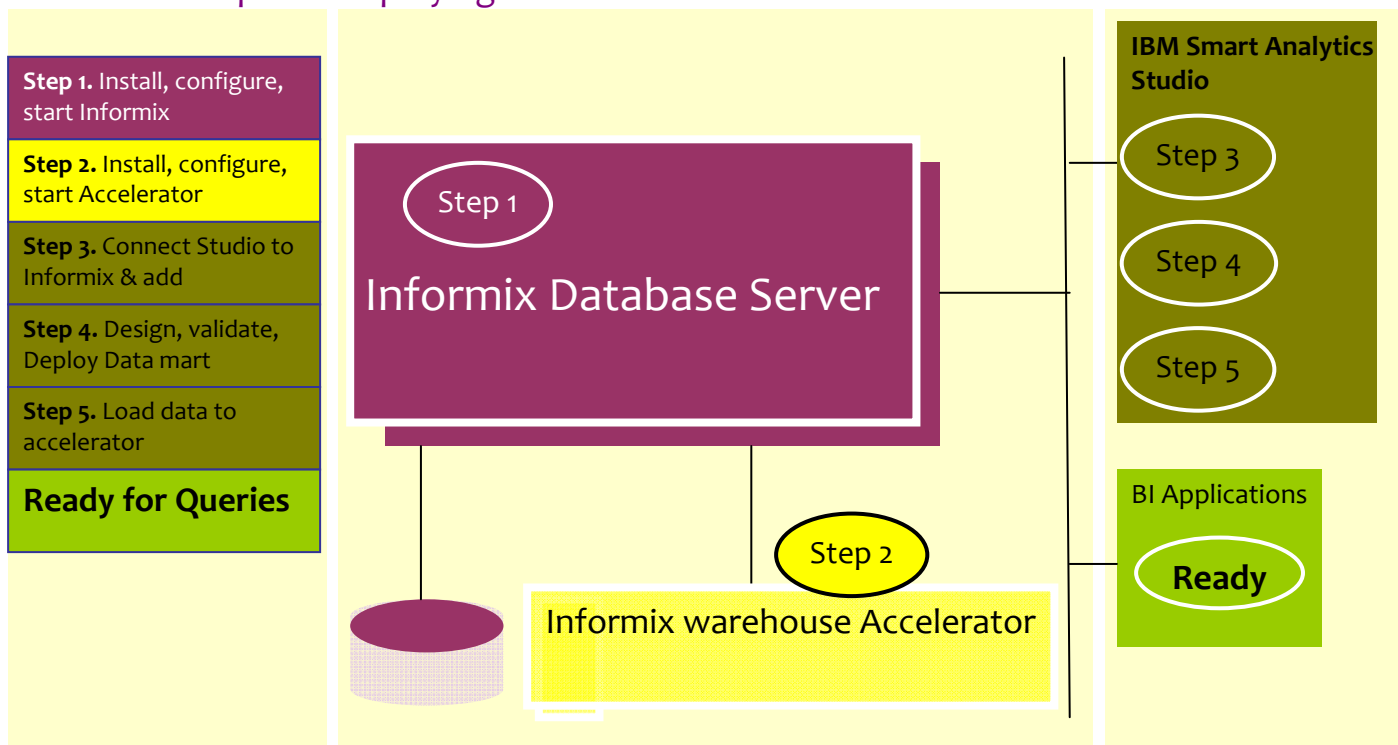 Step 1. Install, configure,
start Informix
Step 2. Install, configure,
start Accelerator
Step 3. Connect Studio to
Informix & add
Step 4. Design, validate,
Deploy Data mart
Step 5. Load data to
accelerator
Ready for Queries
Step 1
Informix Database Server
Step 2
Informix warehouse Accelerator
IBM Smart Analytics
Studio
Step 3
Step 4
Step 5
BI Applications
Ready